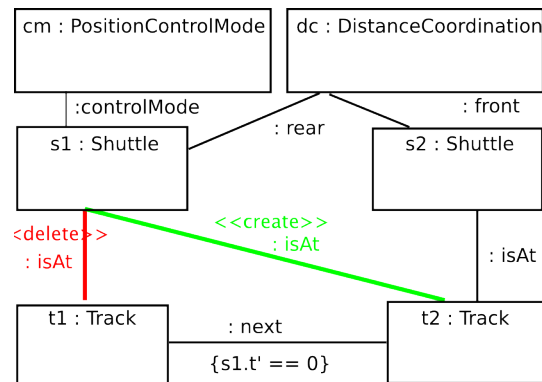 cm : PositionControlMode
dc : DistanceCoordination
:controlMode
: rear
: front
s1 : Shuttle
s2 : Shuttle
<delete>>
: isAt
<<create>>
: isAt
: isAt
t1 : Track
: next
t2 : Track
{s1.t' == 0}